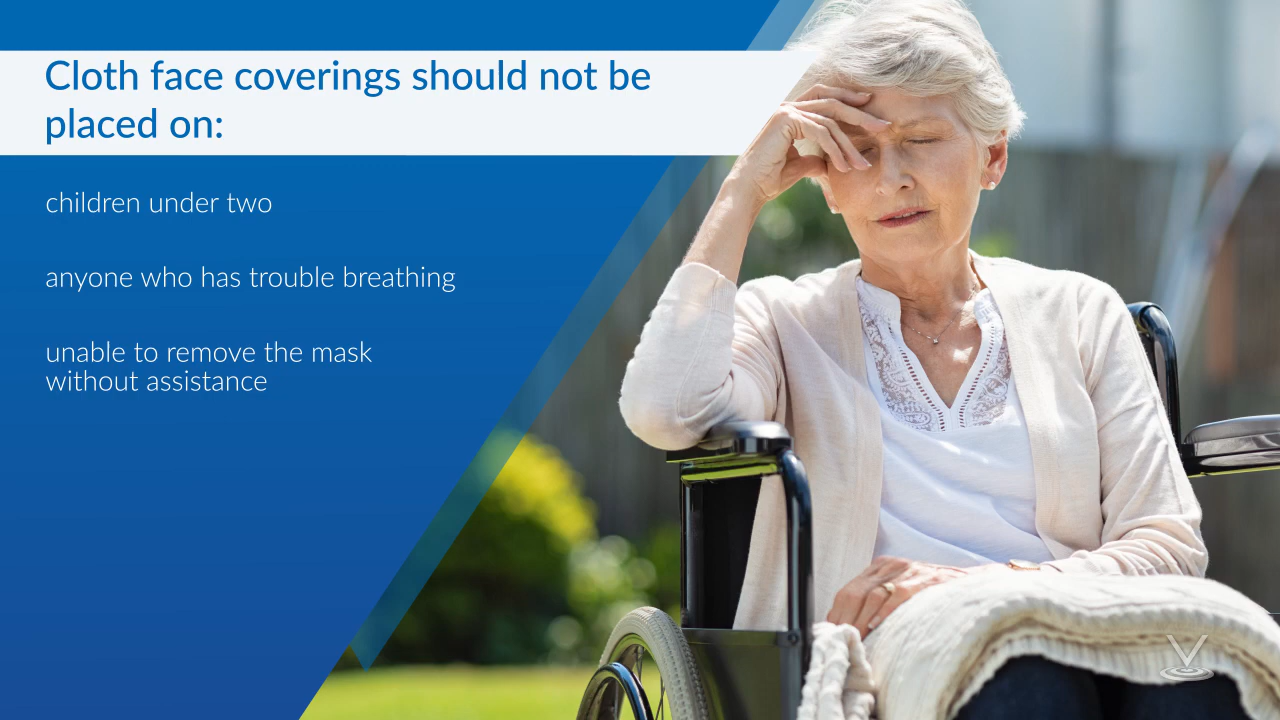 Cloth face coverings should not be
placed on:
children under two
anyone who has trouble breathing
unable to remove the mask
without assistance